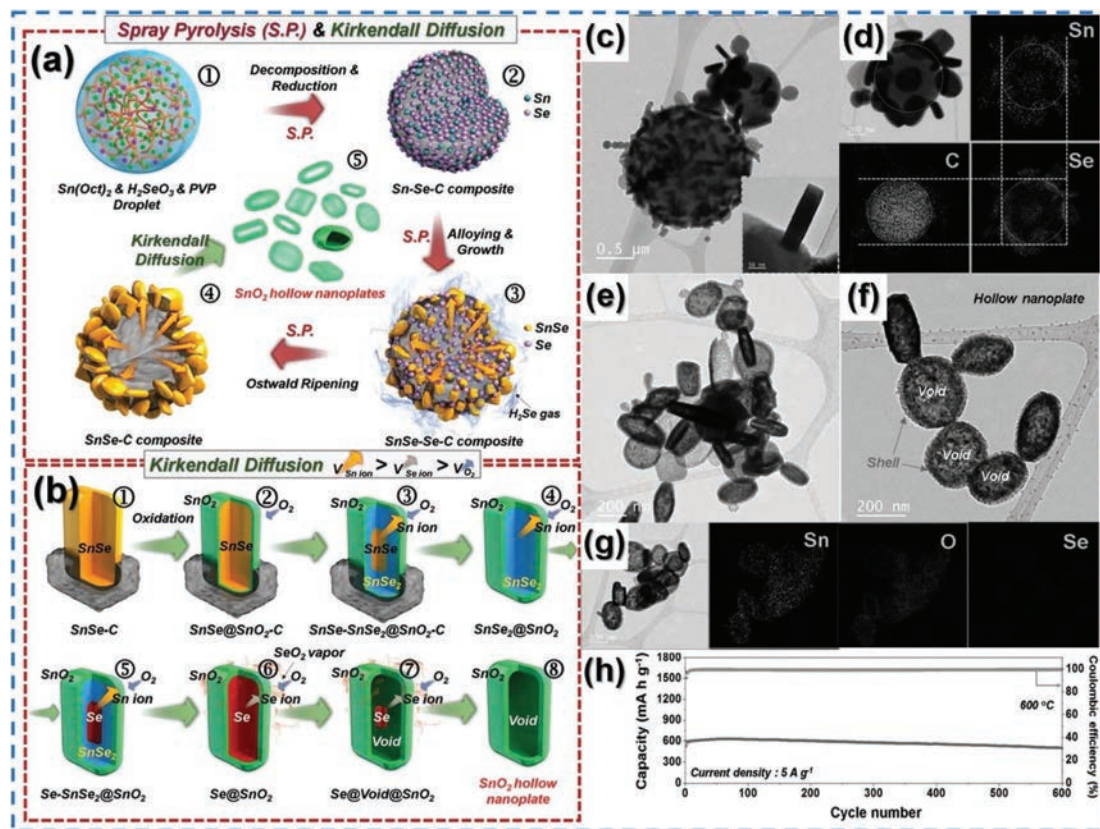 Spray Pyrolysis (S.P.) & Kirkendall Diffusion
(a)
①
Decomposition &
Reduction
S.P.
②
Sn
Se
Sn(Oct)₂ & H₂SeO₃ & PVP
Droplet
Sn-Se-C composite
⑤
Kirkendall
Diffusion
SnO₂ hollow nanoplates
S.P.
Alloying &
Growth
④
S.P.
Ostwald Ripening
③
SnSe
Se
H₂Se gas
SnSe-C composite
SnSe-Se-C composite
Kirkendall Diffusion
V Sn ion > V Se ion > V O₂
(b)
①
SnSe
Oxidation
SnSe-C
SnO₂
②
O₂
SnSe
SnSe@SnO₂-C
SnO₂
③
O₂
Sn ion
SnSe
SnSe₂
SnSe-SnSe₂@SnO₂-C
SnO₂
④
O₂
Sn ion
SnSe₂
SnSe₂@SnO₂
SnO₂
⑤
O₂
Sn ion
Se
SnSe₂
Se-SnSe₂@SnO₂
SnO₂
⑥
SeO₂ vapor
O₂
Se ion
Se
Se@SnO₂
SnO₂
⑦
O₂
Se ion
Se
Void
Se@Void@SnO₂
SnO₂
⑧
Void
SnO₂ hollow
nanoplate
(c)
0.5 µm
(d)
Sn
C
Se
(e)
200 nm
(f)
Hollow nanoplate
Void
Void
Void
Shell
200 nm
(g)
Sn
O
Se
(h)
Capacity (mA h g⁻¹)
1800
1500
1200
900
600
300
0
600 °C
Current density : 5 A g⁻¹
100
80
60
40
20
0
Coulombic
efficiency (%)
0 100 200 300 400 500 600
Cycle number